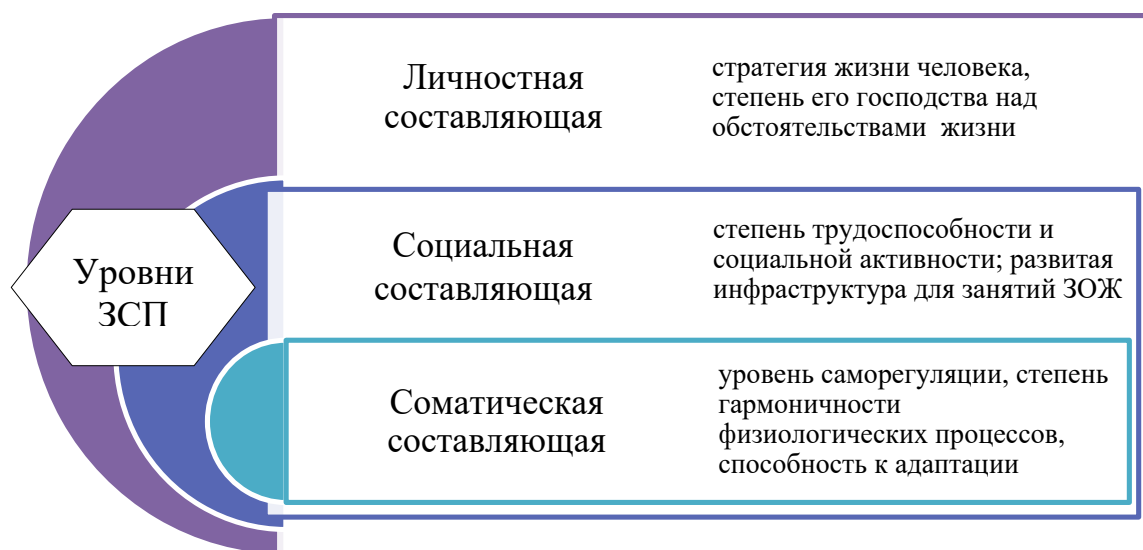 Личностная
составляющая
стратегия жизни человека,
степень его господства над
обстоятельствами жизни
Уровни
ЗСП
Социальная
составляющая
степень трудоспособности и
социальной активности; развитая
инфраструктура для занятий ЗОЖ
Соматическая
составляющая
уровень саморегуляции, степень
гармоничности
физиологических процессов,
способность к адаптации